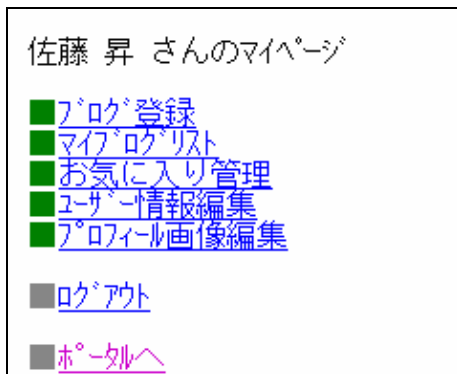 佐藤 昇 さんのﾏｲﾍﾟｰｼﾞ
■ﾌﾞﾛｸﾞ登録
■ﾏｲﾌﾞﾛｸﾞﾘｽﾄ
■お気に入り管理
■ﾕｰｻﾞｰ情報編集
■ﾌﾟﾛﾌィｰﾙ画像編集
■ﾛｸﾞｱｳﾄ
■ﾎﾟｰﾀﾙへ